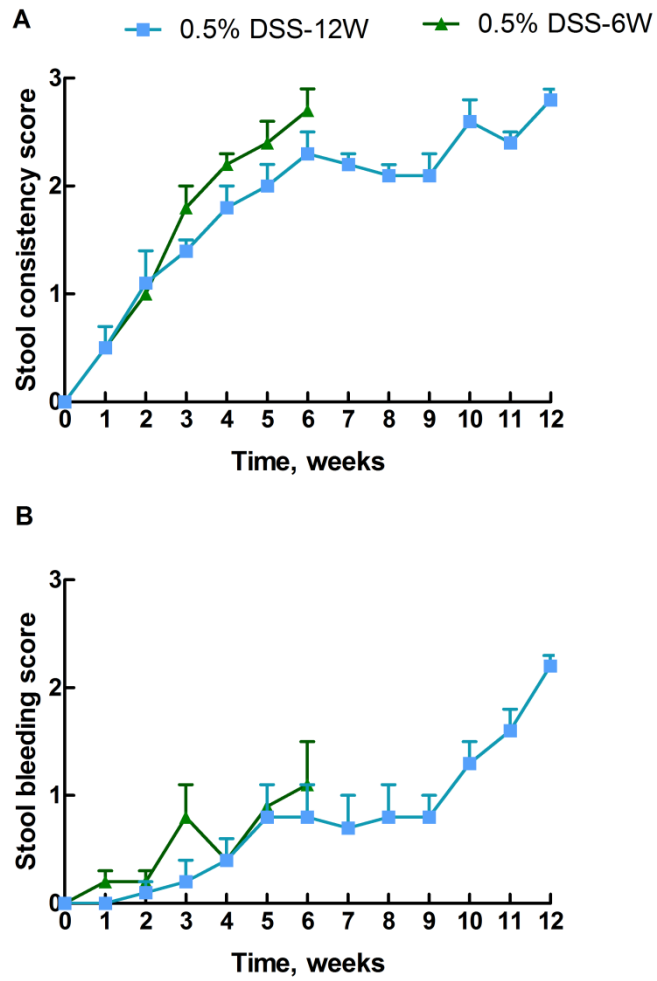 A
0.5% DSS-12W
0.5% DSS-6W
Stool consistency score
3
2
1
0
0 1 2 3 4 5 6 7 8 9 10 11 12
Time, weeks
B
Stool bleeding score
3
2
1
0
0 1 2 3 4 5 6 7 8 9 10 11 12
Time, weeks